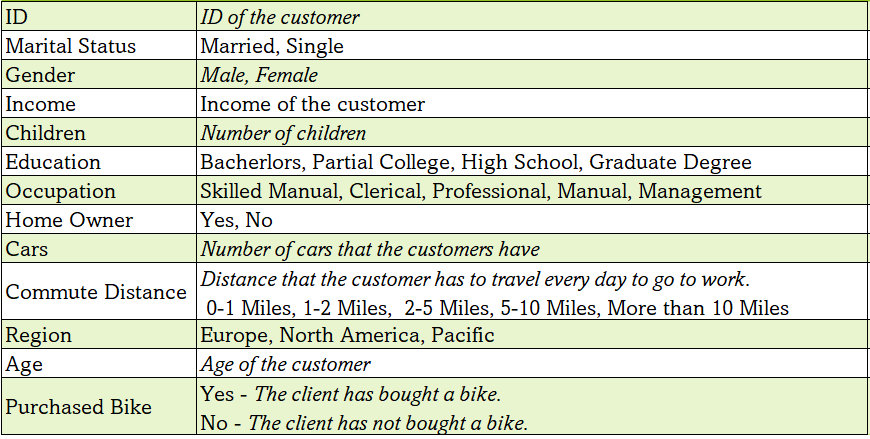 ID ID of the customer
Marital Status Married, Single
Gender Male, Female
Income Income of the customer
Children Number of children
Education Bacherlors, Partial College, High School, Graduate Degree
Occupation Skilled Manual, Clerical, Professional, Manual, Management
Home Owner Yes, No
Cars Number of cars that the customers have
Commute Distance Distance that the customer has to travel every day to go to work.
0-1 Miles, 1-2 Miles, 2-5 Miles, 5-10 Miles, More than 10 Miles
Region Europe, North America, Pacific
Age Age of the customer
Purchased Bike Yes - The client has bought a bike.
No - The client has not bought a bike.